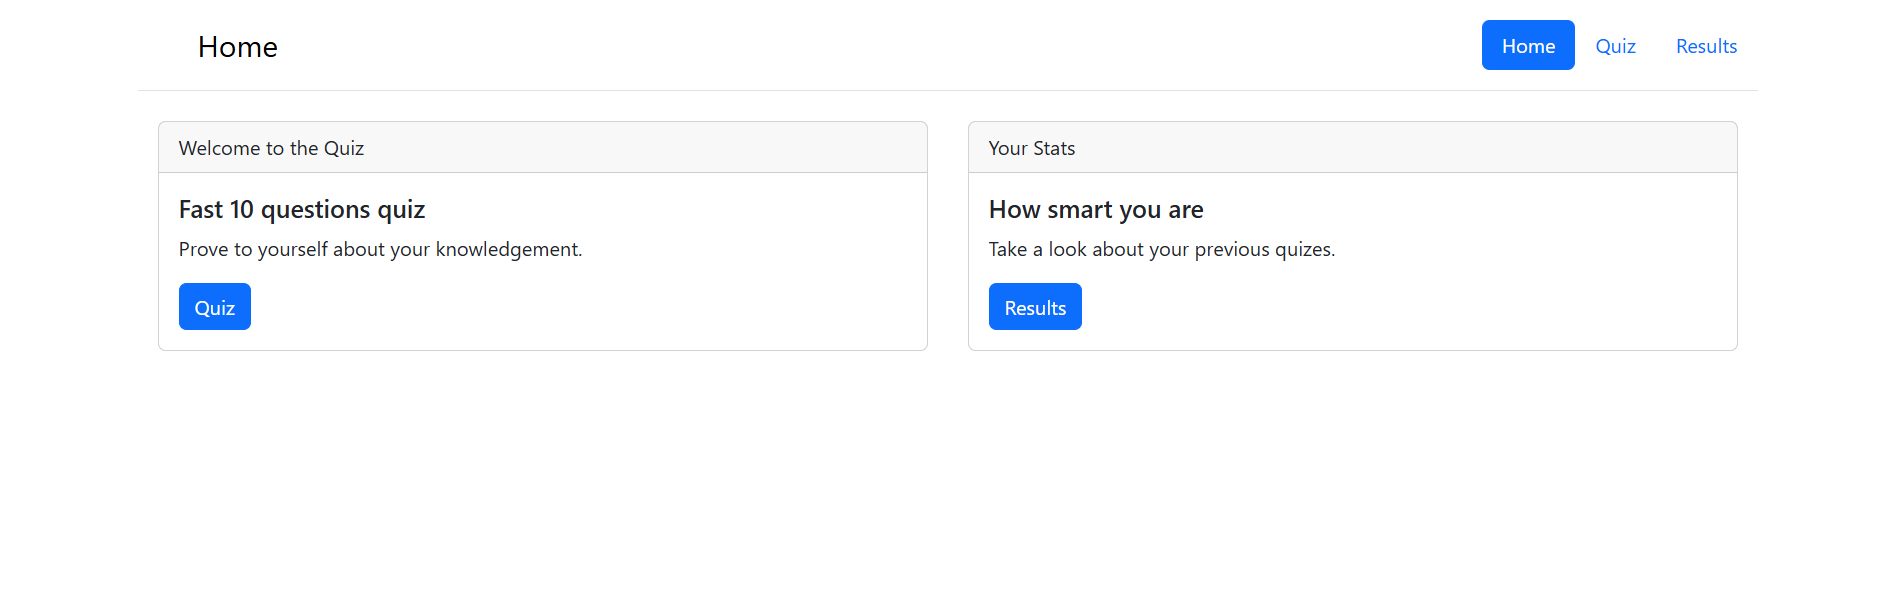 Home
Home Quiz Results
Welcome to the Quiz
Fast 10 questions quiz
Prove to yourself about your knowledgement.
Quiz
Your Stats
How smart you are
Take a look about your previous quizes.
Results